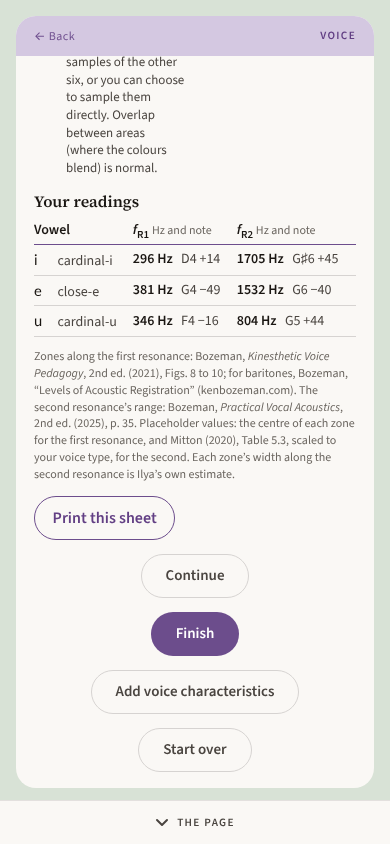 ← Back
VOICE
samples of the other
six, or you can choose
to sample them
directly. Overlap
between areas
(where the colours
blend) is normal.
Your readings
Vowel fR1 Hz and note fR2 Hz and note
i cardinal-i 296 Hz D4 +14 1705 Hz G♯6 +45
e close-e 381 Hz G4 −49 1532 Hz G6 −40
u cardinal-u 346 Hz F4 −16 804 Hz G5 +44
Zones along the first resonance: Bozeman, Kinesthetic Voice
Pedagogy, 2nd ed. (2021), Figs. 8 to 10; for baritones, Bozeman,
“Levels of Acoustic Registration” (kenbozeman.com). The
second resonance’s range: Bozeman, Practical Vocal Acoustics,
2nd ed. (2025), p. 35. Placeholder values: the centre of each zone
for the first resonance, and Mitton (2020), Table 5.3, scaled to
your voice type, for the second. Each zone’s width along the
second resonance is Ilya’s own estimate.
Print this sheet
Continue
Finish
Add voice characteristics
Start over
THE PAGE